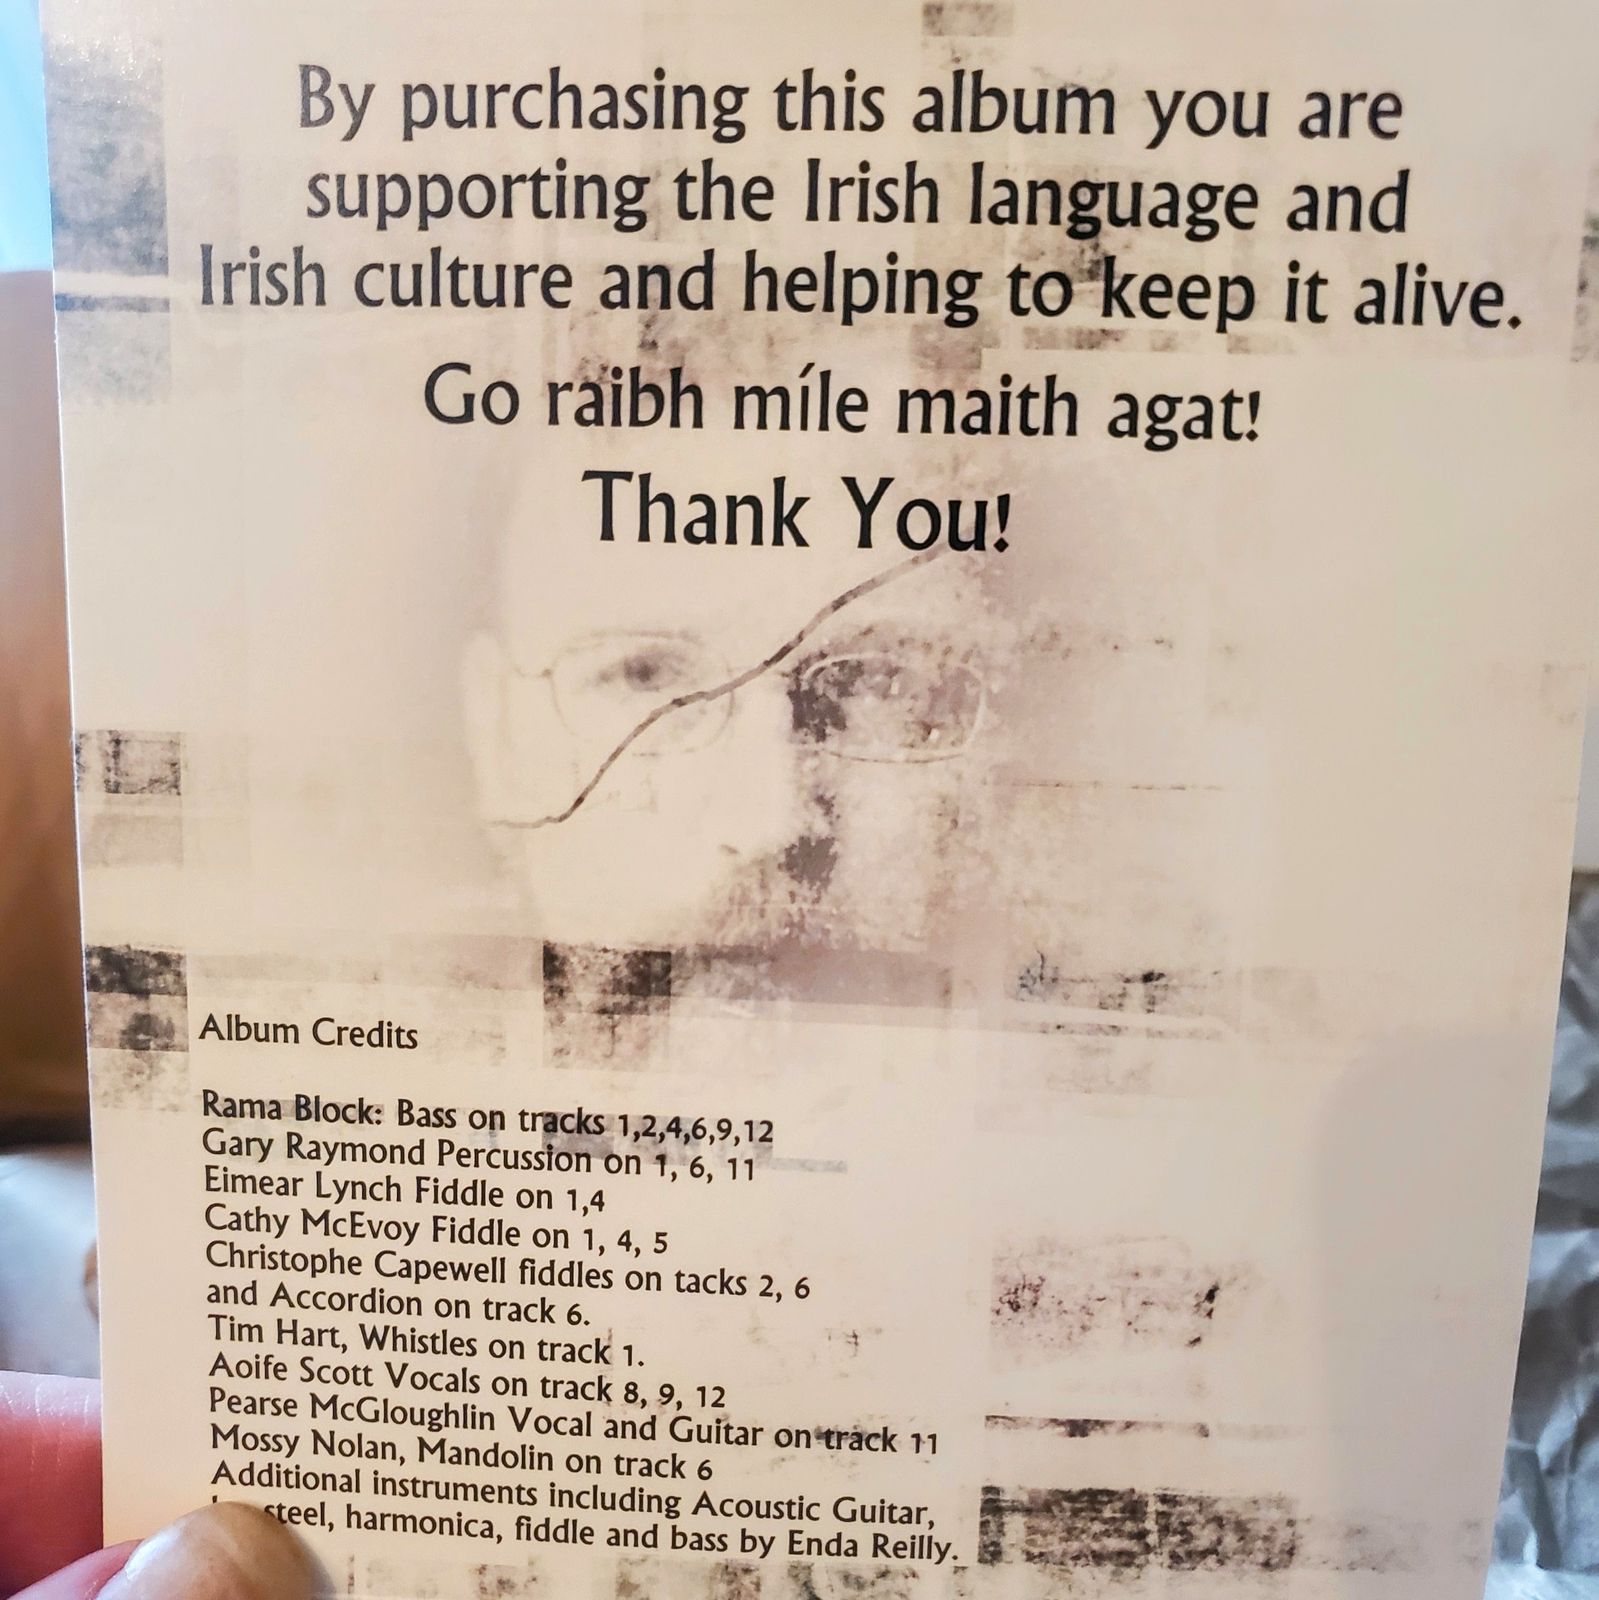 By purchasing this album you are
supporting the Irish language and
Irish culture and helping to keep it alive.
Go raibh míle maith agat!
Thank You!
Album Credits
Rama Block: Bass on tracks 1,2,4,6,9,12
Gary Raymond Percussion on 1, 6, 11
Eimear Lynch Fiddle on 1,4
Cathy McEvoy Fiddle on 1, 4, 5
Christophe Capewell fiddles on tacks 2, 6
and Accordion on track 6.
Tim Hart, Whistles on track 1.
Aoife Scott Vocals on track 8, 9, 12
Pearse McGloughlin Vocal and Guitar on track 11
Mossy Nolan, Mandolin on track 6
Additional instruments including Acoustic Guitar,
steel, harmonica, fiddle and bass by Enda Reilly.